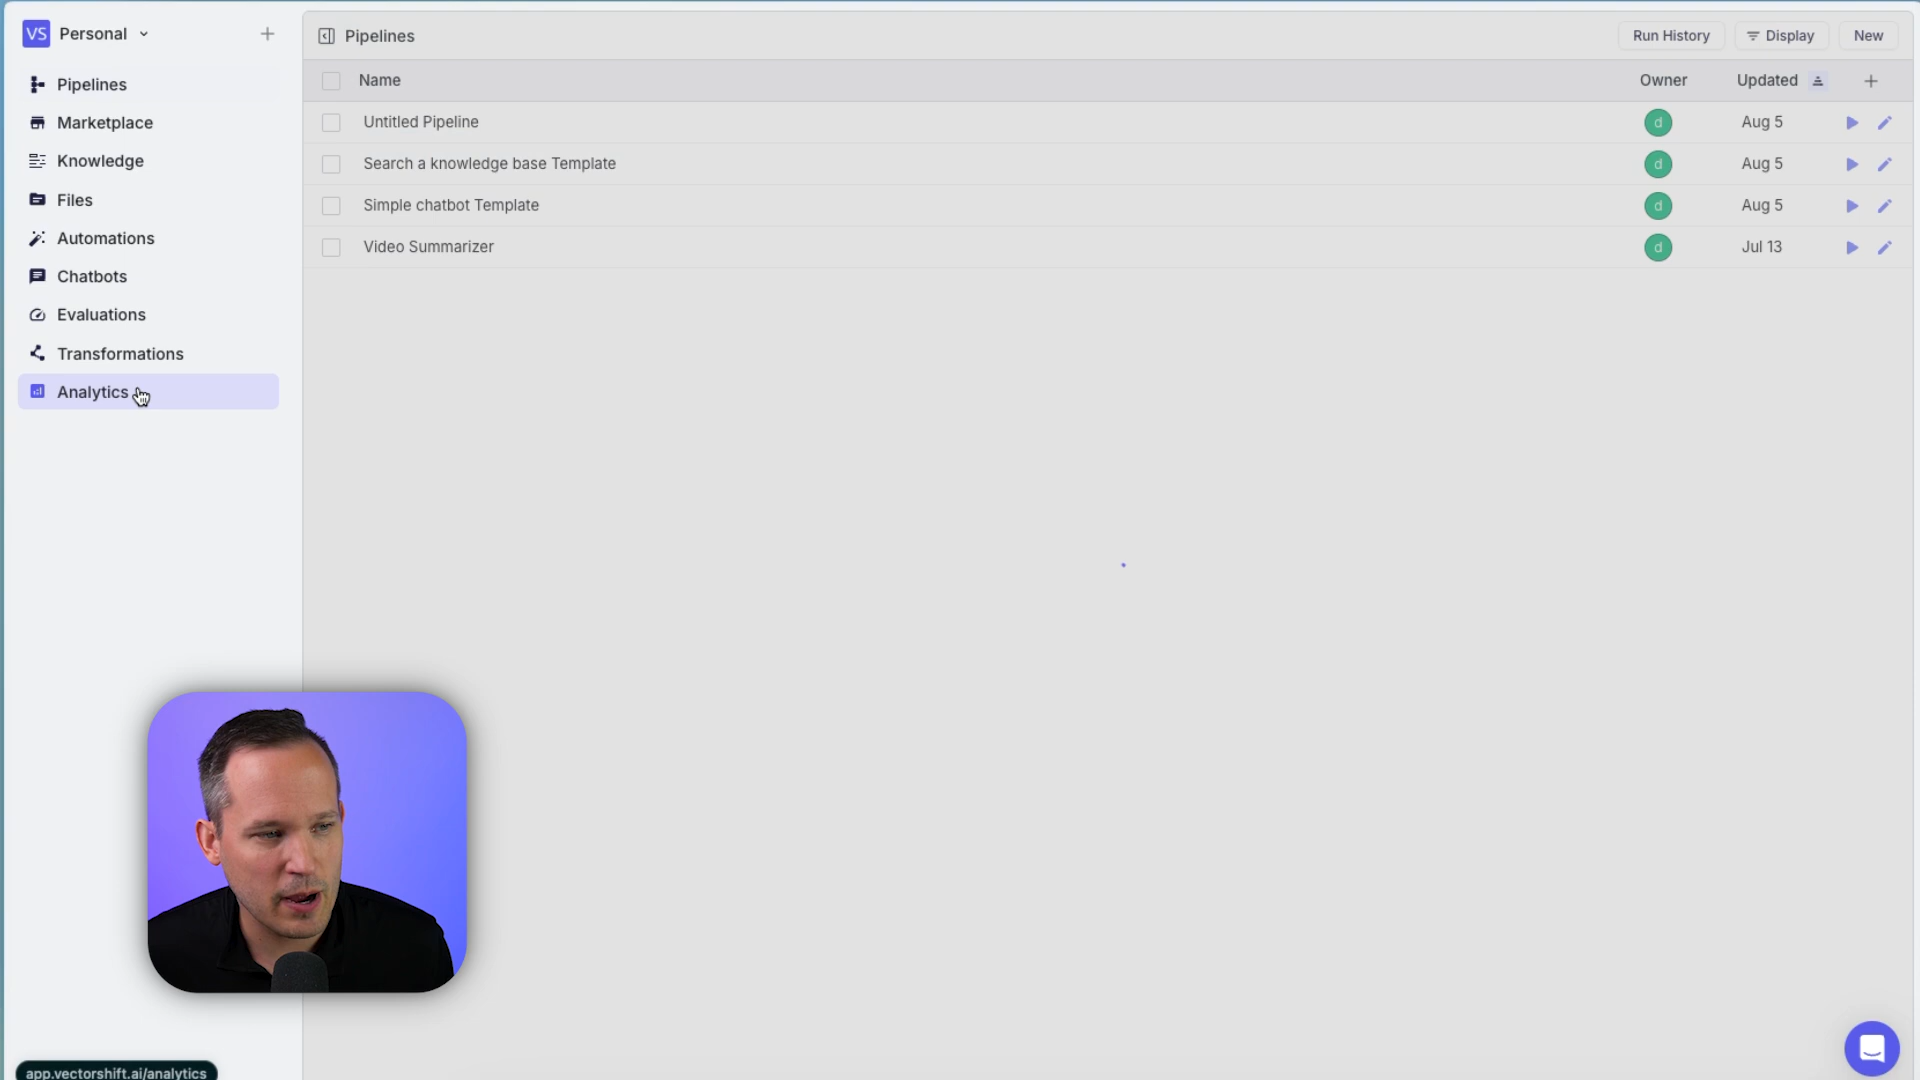 VS Personal
Pipelines
Marketplace
Knowledge
Files
Automations
Chatbots
Evaluations
Transformations
Analytics
Pipelines
Run History
Display
New
Name
Owner
Updated
Untitled Pipeline
d
Aug 5
Search a knowledge base Template
d
Aug 5
Simple chatbot Template
d
Aug 5
Video Summarizer
d
Jul 13
app.vectorshift.ai/analytics